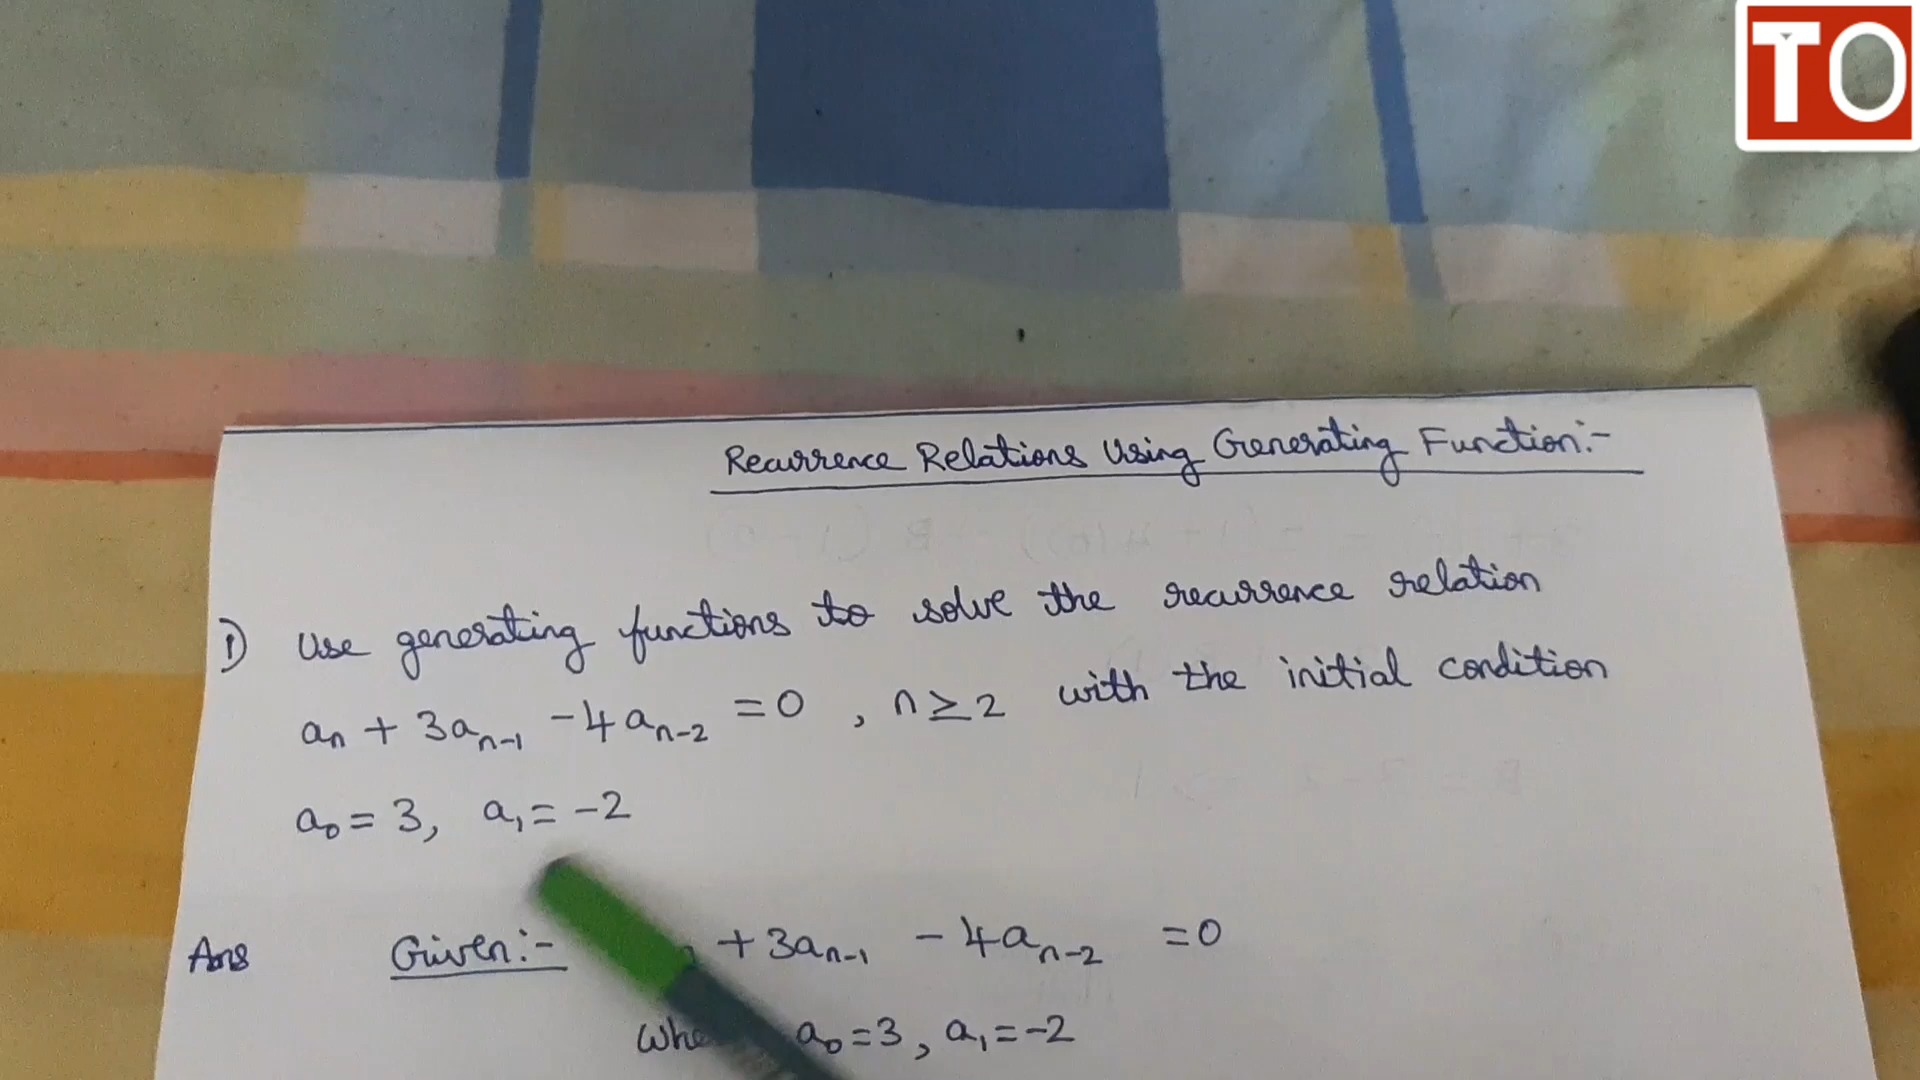 TO
Recurrence Relations Using Generating Function:-
1) Use generating functions to solve the recurrence relation
aₙ + 3aₙ₋₁ - 4aₙ₋₂ = 0 , n ≥ 2 with the initial condition
a₀ = 3, a₁ = -2
Ans Given:- + 3aₙ₋₁ - 4aₙ₋₂ = 0
a₀ = 3, a₁ = -2